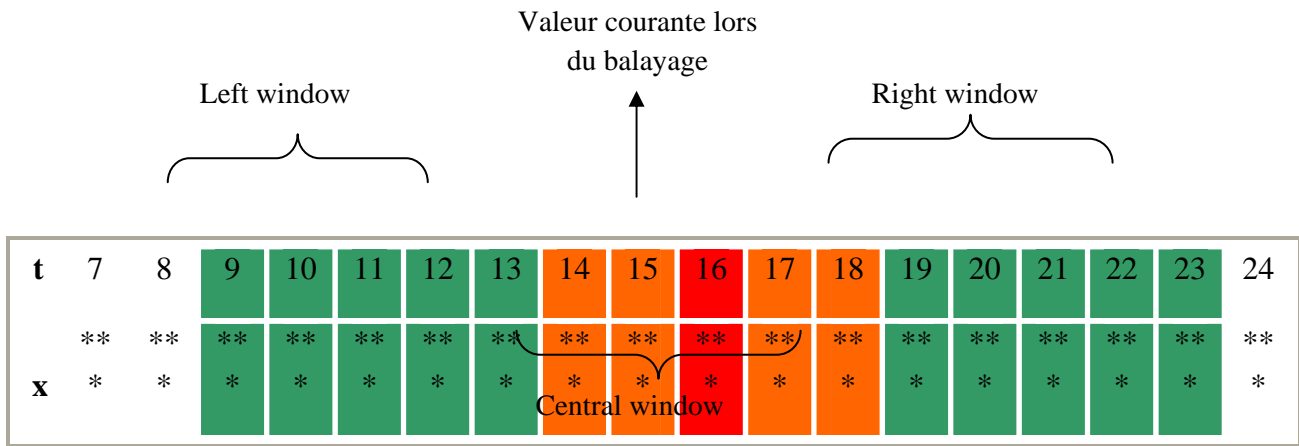 Valeur courante lors
du balayage
Left window
Right window
t 7 8 9 10 11 12 13 14 15 16 17 18 19 20 21 22 23 24
** ** ** ** ** ** ** ** ** ** ** ** ** ** ** ** ** **
x * * * * * * * * * * * * * * * * * *
Central window